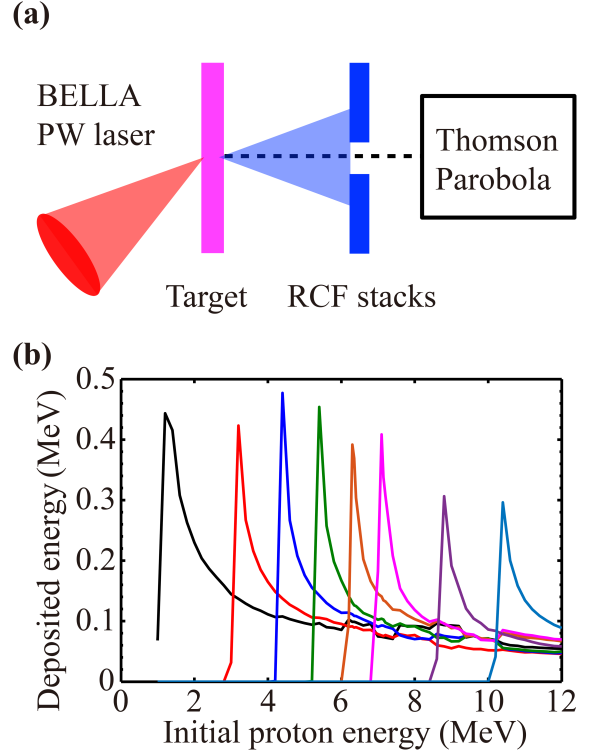 (a)
BELLA
PW laser
Thomson
Parobola
Target
RCF stacks
(b)
Deposited energy (MeV)
0.5
0.4
0.3
0.2
0.1
0
0 2 4 6 8 10 12
Initial proton energy (MeV)